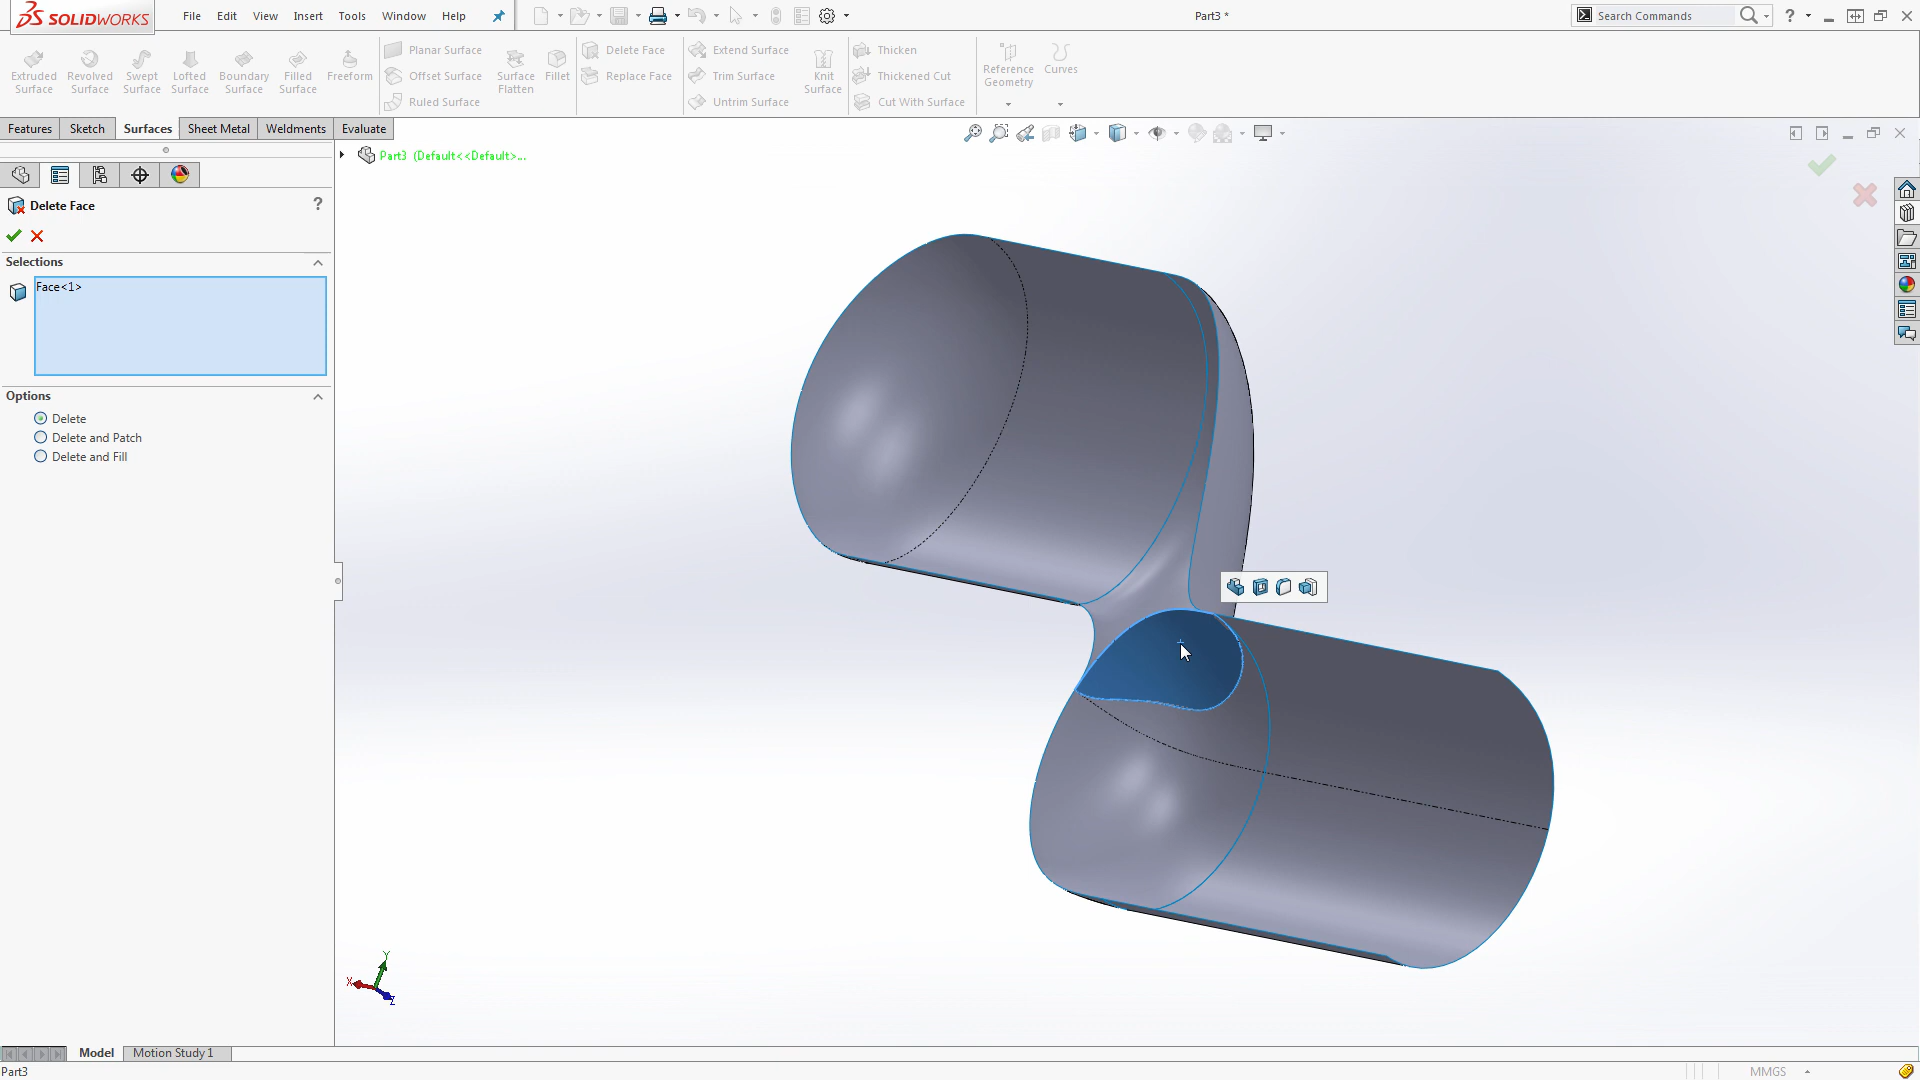 SOLIDWORKS File Edit View Insert Tools Window Help Part3 * Search Commands ?
Extruded Surface
Revolved Surface
Swept Surface
Lofted Surface
Boundary Surface
Filled Surface
Freeform
Planar Surface
Offset Surface
Ruled Surface
Surface Flatten
Fillet
Delete Face
Replace Face
Extend Surface
Trim Surface
Untrim Surface
Knit Surface
Thicken
Thickened Cut
Cut With Surface
Reference Geometry
Curves
Features Sketch Surfaces Sheet Metal Weldments Evaluate
Part3 (Default<<Default>...
Delete Face ?
Selections
Face<1>
Options
Delete
Delete and Patch
Delete and Fill
Y
X
Z
Model Motion Study 1
Part3 MMGS